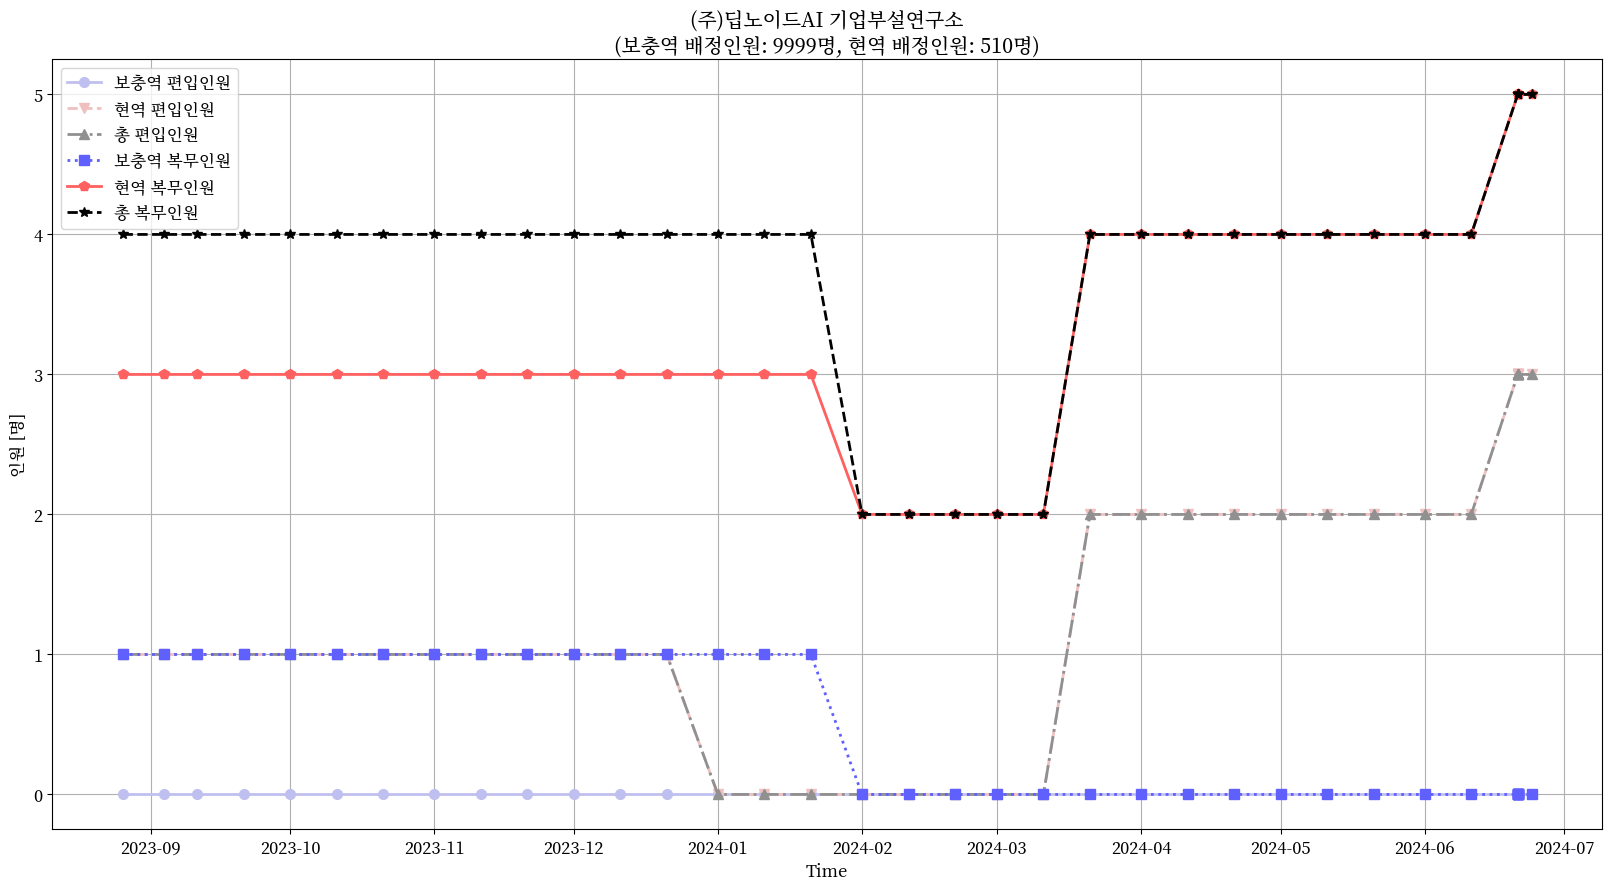 (주)딥노이드AI 기업부설연구소
(보충역 배정인원: 9999명, 현역 배정인원: 510명)
보충역 편입인원
현역 편입인원
총 편입인원
보충역 복무인원
현역 복무인원
총 복무인원
5
4
3
2
1
0
인원 [명]
2023-09 2023-10 2023-11 2023-12 2024-01 2024-02 2024-03 2024-04 2024-05 2024-06 2024-07
Time